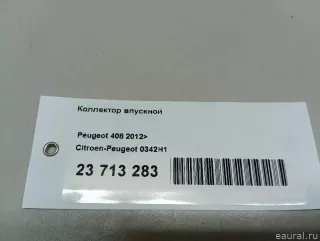 Коллектор впускной
Peugeot 408 2012>
Citroen-Peugeot 0342H1
23 713 283
eaural.ru